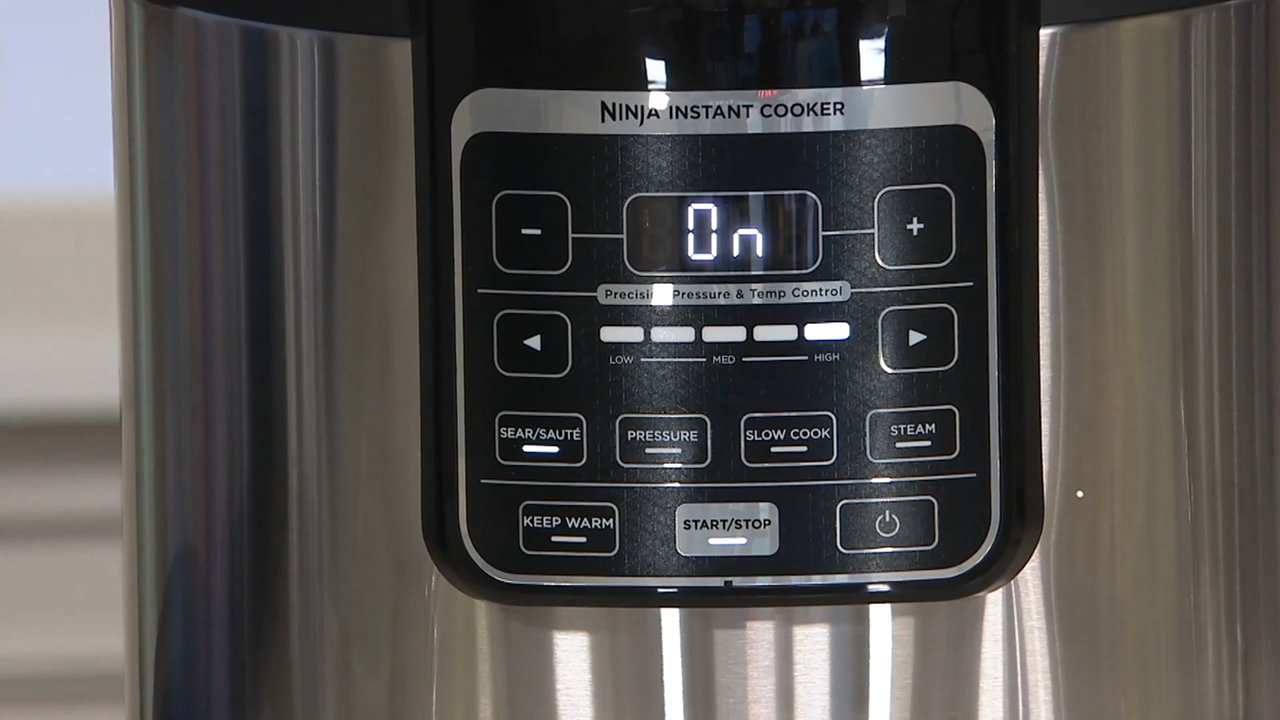 NINJA INSTANT COOKER
−
On
+
Pressure & Temp Control
LOW MED HIGH
SEAR/SAUTÉ PRESSURE SLOW COOK STEAM
KEEP WARM START/STOP